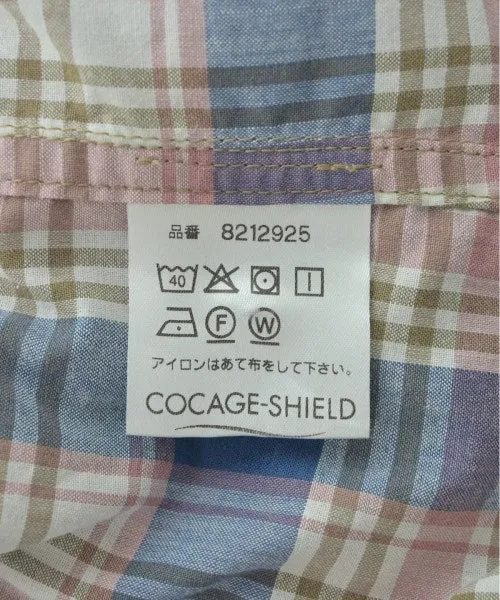 品番 8212925
40
F W
アイロンはあて布をして下さい。
COCAGE-SHIELD